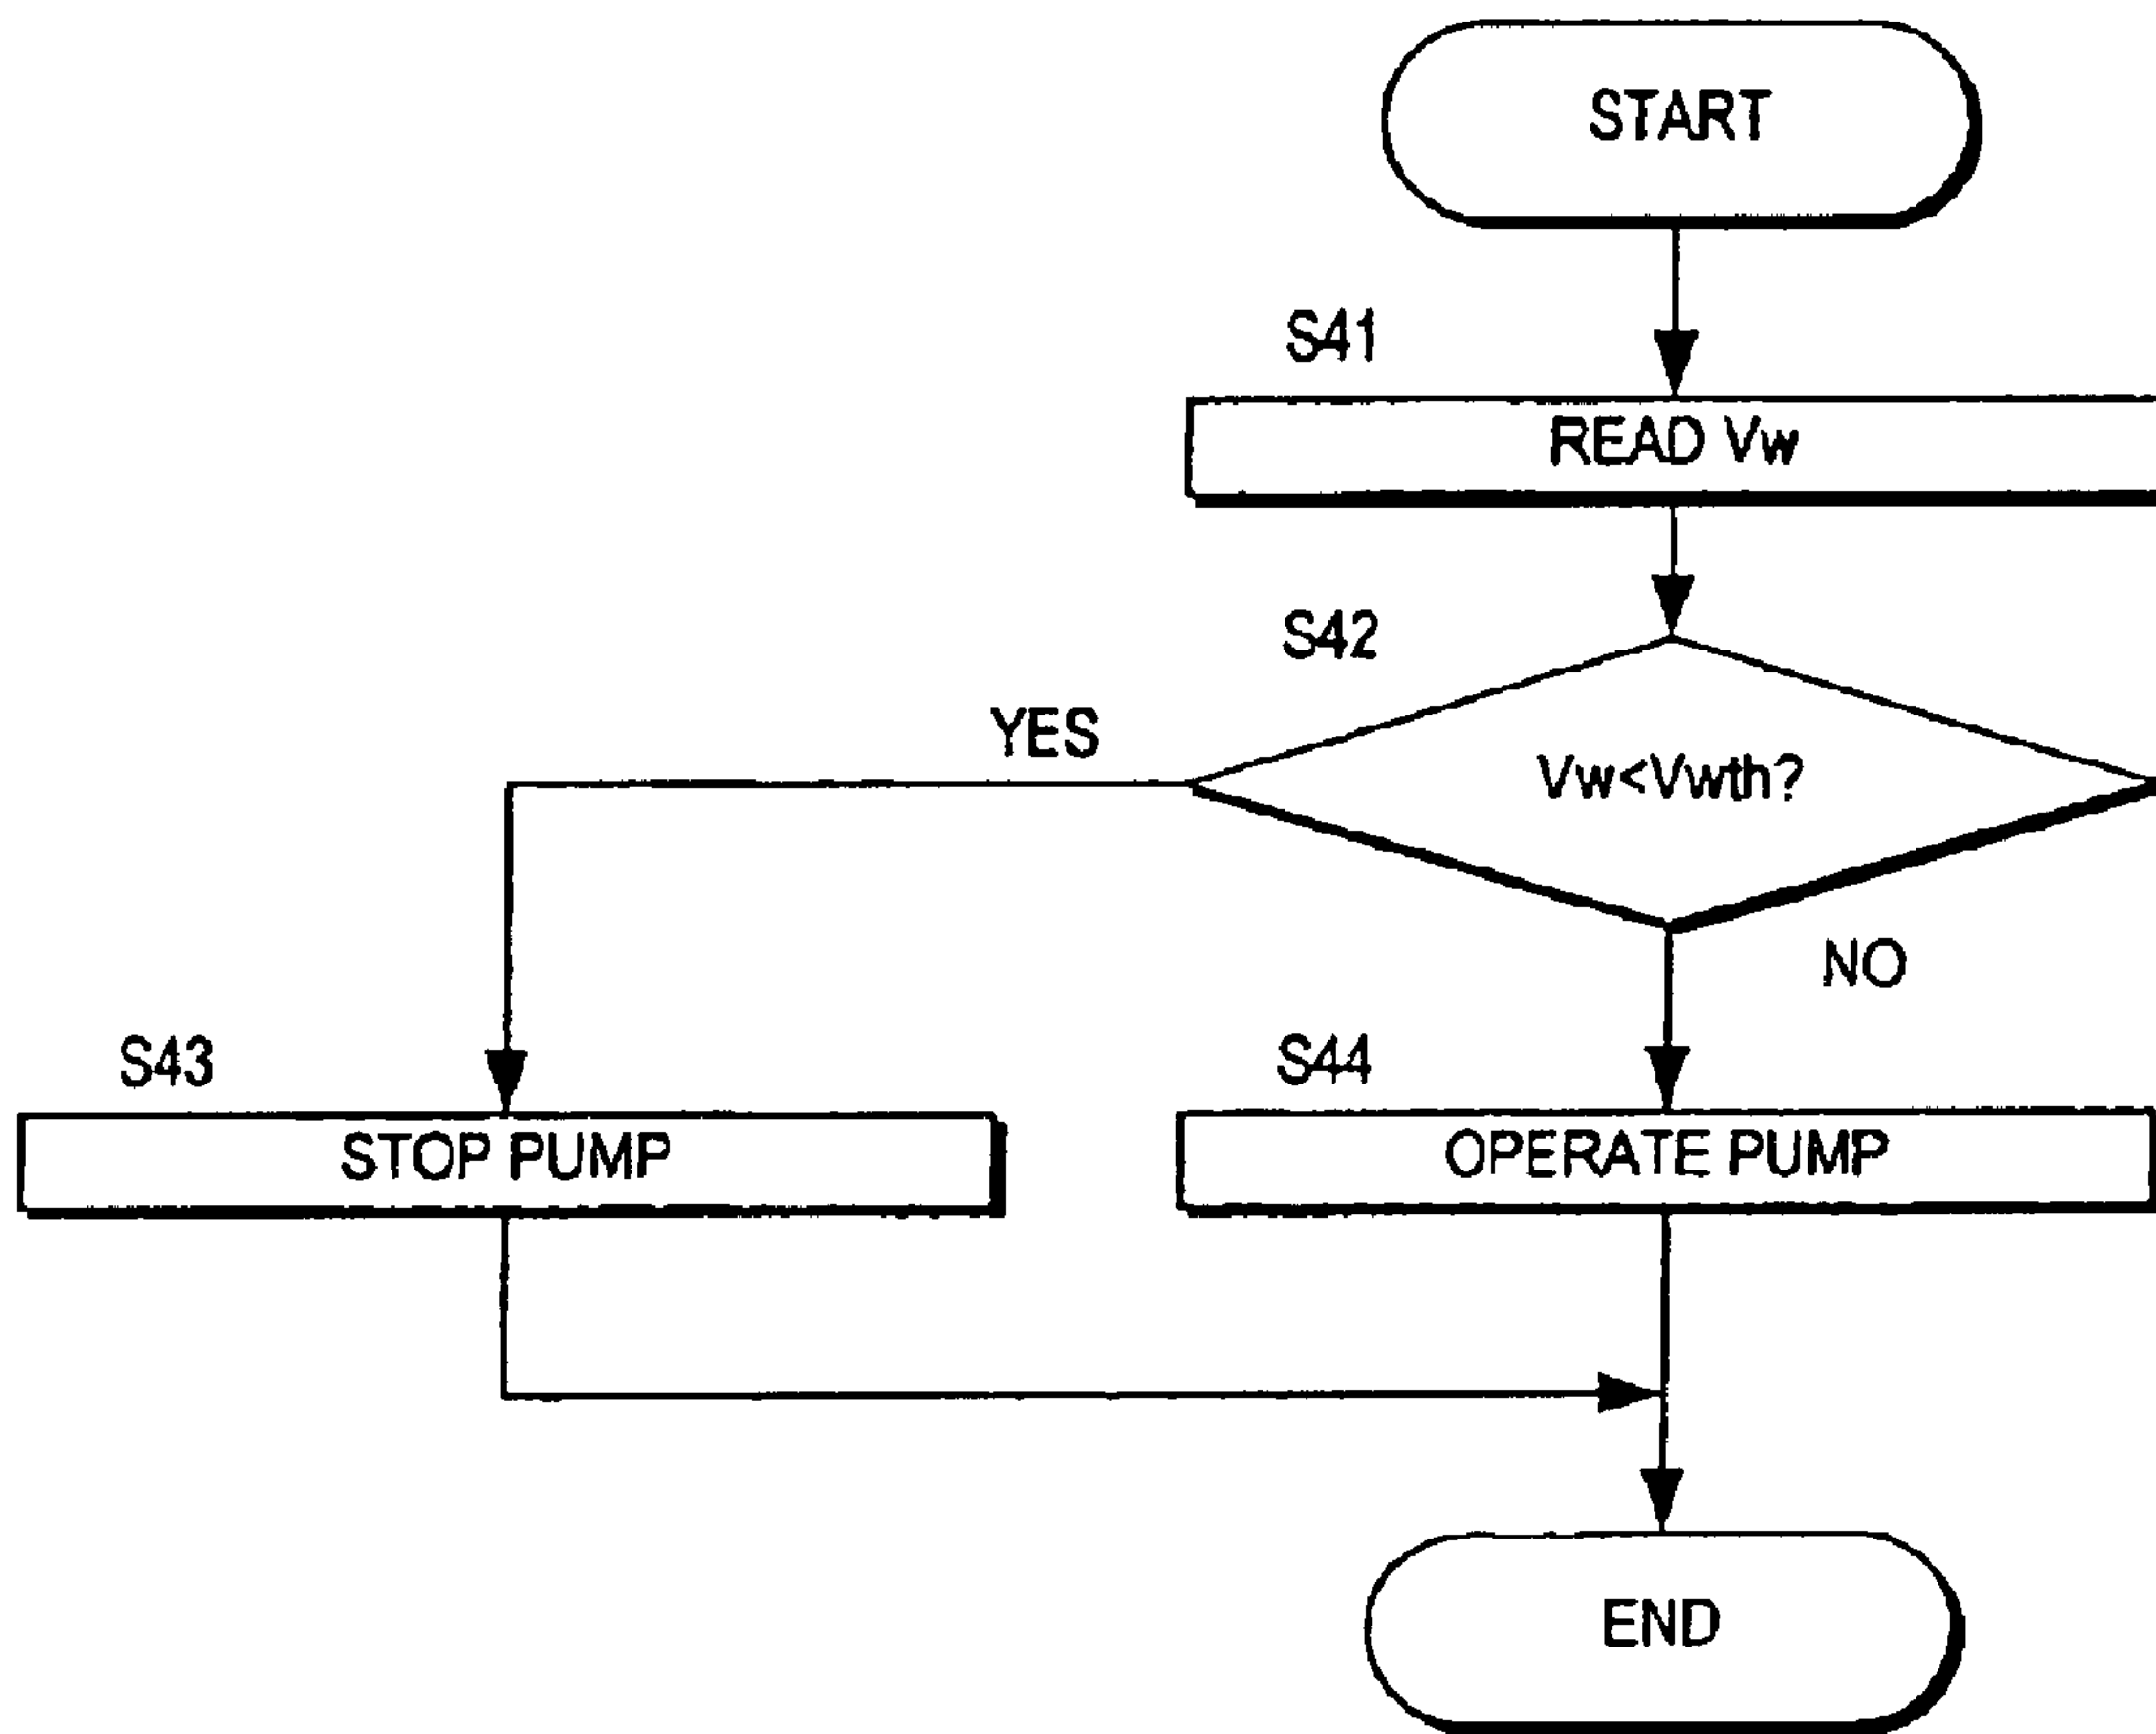 START
S41
READ Vw
S42
YES
Vw<Vwth?
NO
S43
S44
STOP PUMP
OPERATE PUMP
END